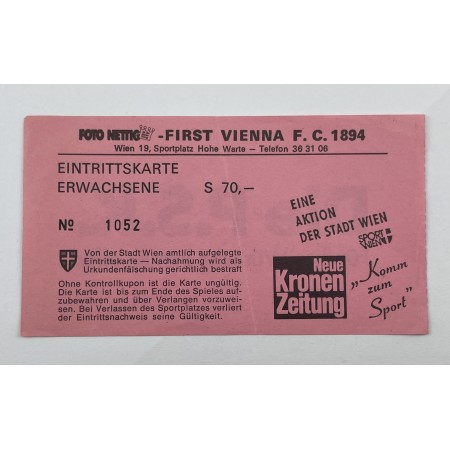 FOTO NETTIG -FIRST VIENNA F. C. 1894
Wien 19, Sportplatz Hohe Warte — Telefon 36 31 06
EINTRITTSKARTE
ERWACHSENE S 70,—
№ 1052
EINE
AKTION
DER STADT WIEN
SPORT
WIEN
Von der Stadt Wien amtlich aufgelegte
Eintrittskarte — Nachahmung wird als
Urkundenfälschung gerichtlich bestraft
Ohne Kontrollkupon ist die Karte ungültig.
Die Karte ist bis zum Ende des Spieles auf-
zubewahren und über Verlangen vorzuwei-
sen. Bei Verlassen des Sportplatzes verliert
der Eintrittsnachweis seine Gültigkeit.
Neue
Kronen
Zeitung
„Komm
zum
Sport"